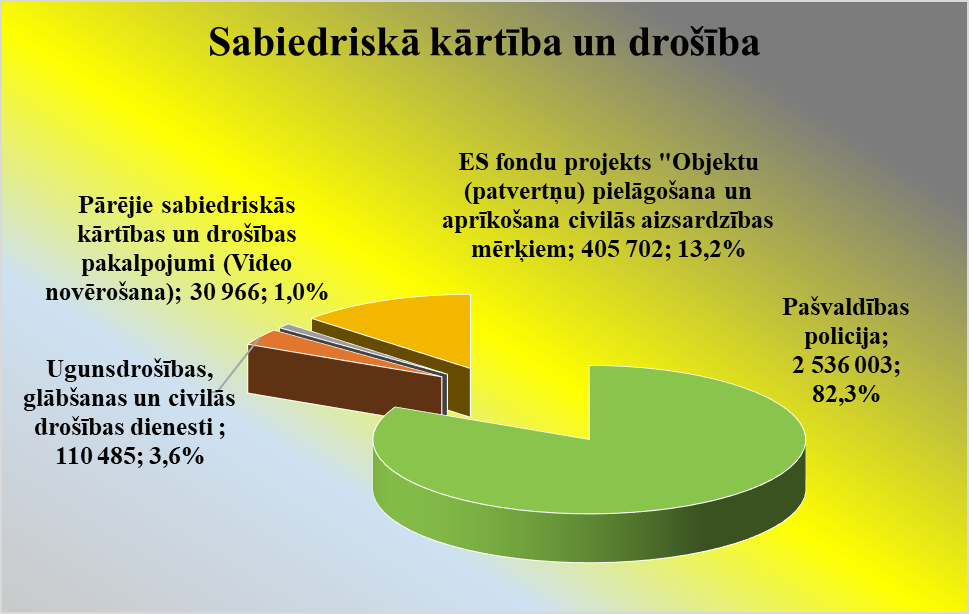 Sabiedriskā kārtība un drošība
ES fondu projekts "Objektu
(patvertņu) pielāgošana un
aprīkošana civilās aizsardzības
mērķiem; 405 702; 13,2%
Pārējie sabiedriskās
kārtības un drošības
pakalpojumi (Video
novērošana); 30 966; 1,0%
Pašvaldības
policija;
2 536 003;
82,3%
Ugunsdrošības,
glābšanas un civilās
drošības dienesti ;
110 485; 3,6%